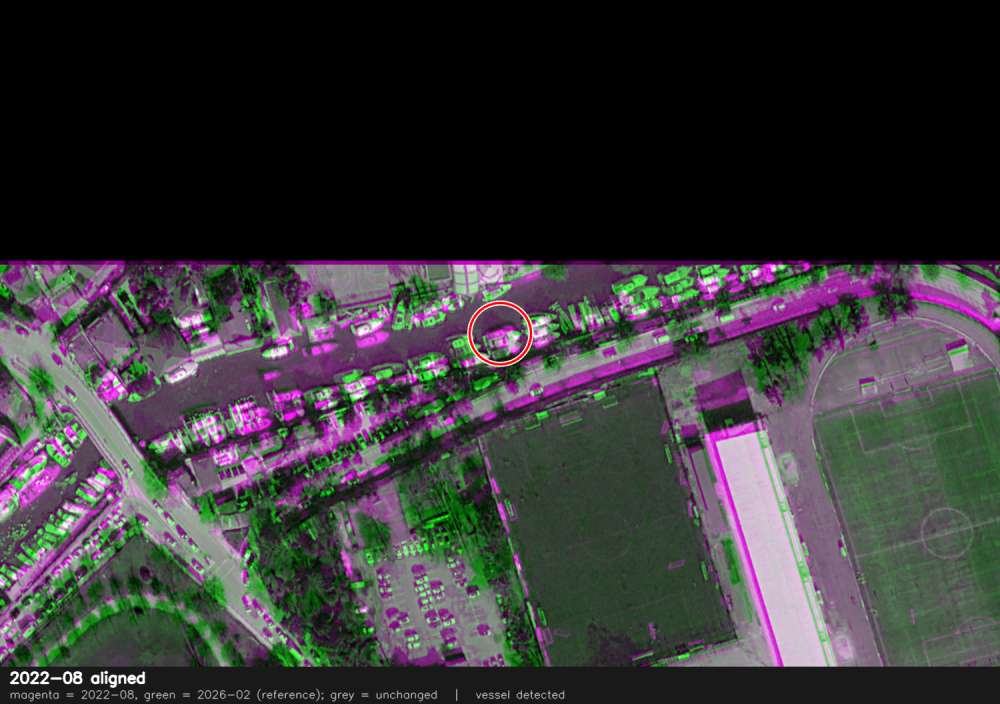 2022-08 aligned
magenta = 2022-08, green = 2026-02 (reference); grey = unchanged | vessel detected